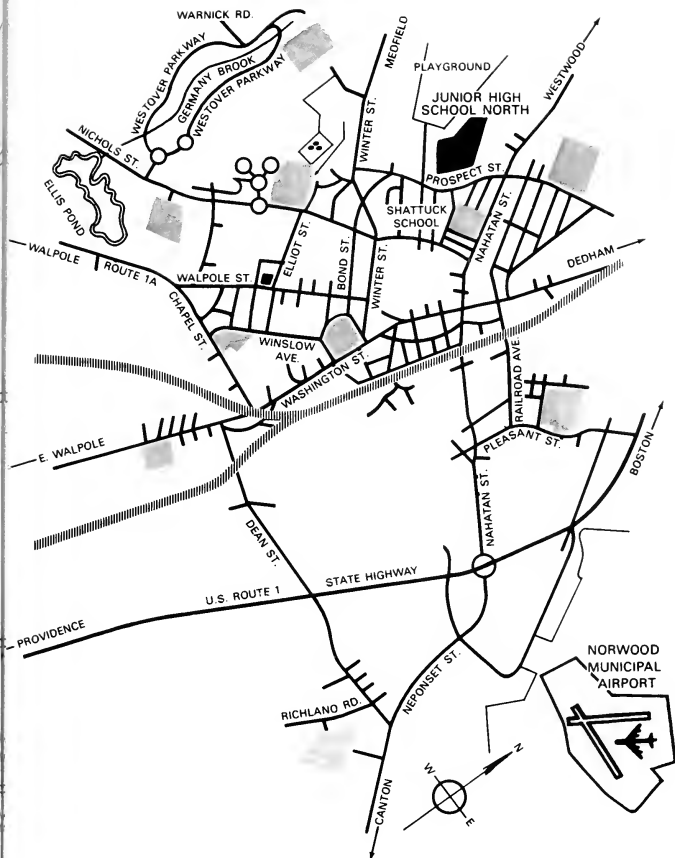 WARNICK RD.
WESTOVER PARKWAY
GERMANY BROOK
WESTOVER PARKWAY
MEDFIELD
PLAYGROUND
WESTWOOD
JUNIOR HIGH
SCHOOL NORTH
NICHOLS ST.
WINTER ST.
PROSPECT ST.
ELLIS POND
SHATTUCK
SCHOOL
NAHATAN ST.
ELLIOT ST.
BOND ST.
WINTER ST.
DEDHAM
WALPOLE
ROUTE 1A
WALPOLE ST.
CHAPEL ST.
WINSLOW
AVE.
WASHINGTON ST.
RAILROAD AVE.
E. WALPOLE
PLEASANT ST.
BOSTON
NAHATAN ST.
DEAN ST.
STATE HIGHWAY
U.S. ROUTE 1
PROVIDENCE
NEPONSET ST.
NORWOOD
MUNICIPAL
AIRPORT
RICHLAND RD.
CANTON
N
W
E